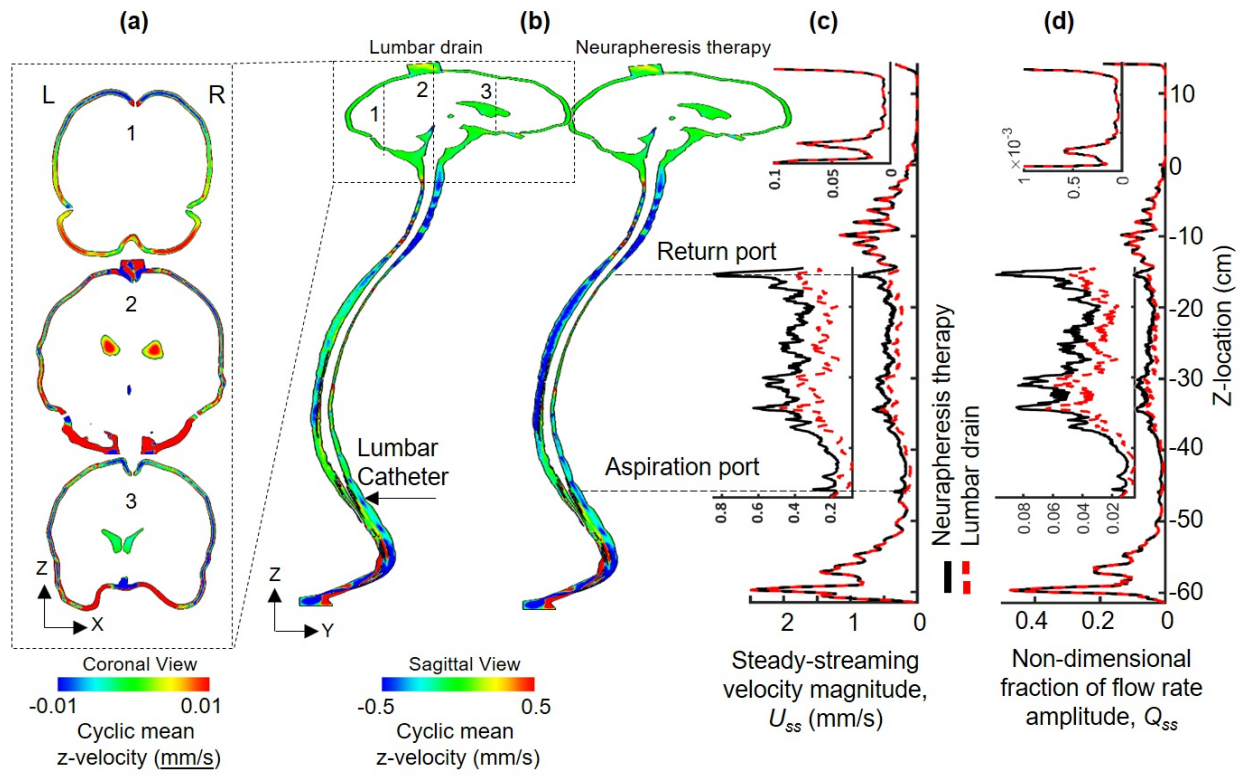 (a)
(b)
(c)
(d)
Lumbar drain
Neurapheresis therapy
L
R
1
2
3
1
2
3
Z
X
Coronal View
-0.01
0.01
Cyclic mean
z-velocity (mm/s)
Return port
Lumbar
Catheter
Aspiration port
Z
Y
Sagittal View
-0.5
0.5
Cyclic mean
z-velocity (mm/s)
0.1
0.05
0
0.8
0.6
0.4
0.2
2
1
0
Steady-streaming
velocity magnitude,
Uss (mm/s)
Neurapheresis therapy
Lumbar drain
×10-3
1
0.5
0
0.08
0.06
0.04
0.02
0.4
0.2
0
Non-dimensional
fraction of flow rate
amplitude, Qss
10
0
-10
-20
-30
-40
-50
-60
Z-location (cm)